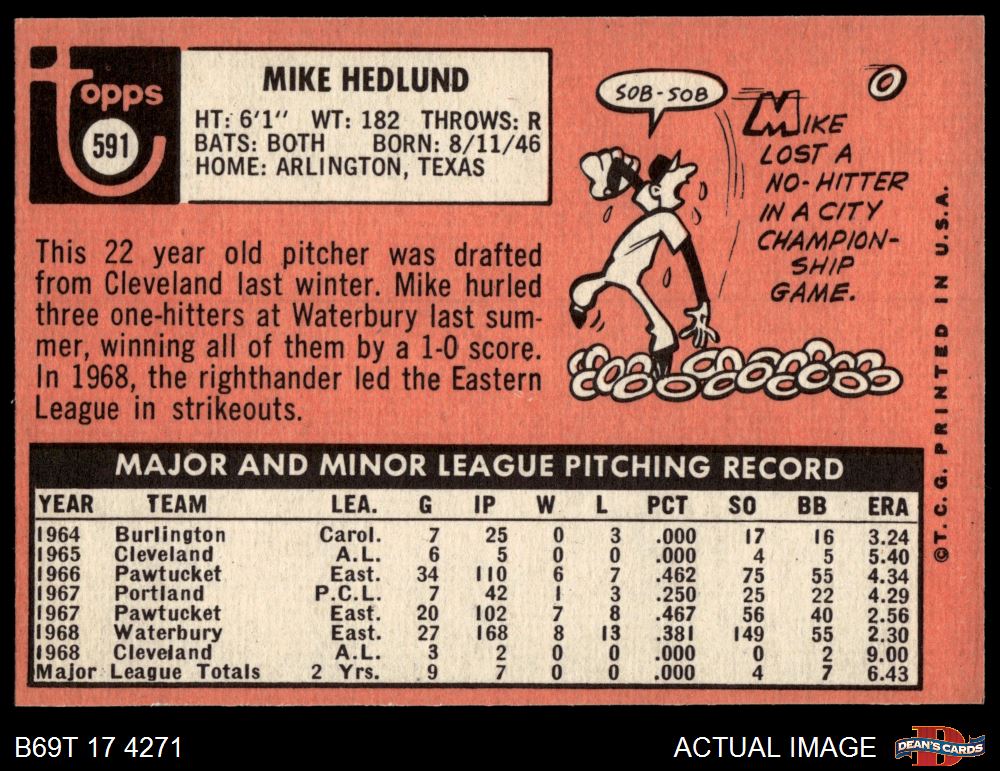 Topps
591
MIKE HEDLUND
HT: 6'1" WT: 182 THROWS: R
BATS: BOTH BORN: 8/11/46
HOME: ARLINGTON, TEXAS
This 22 year old pitcher was drafted
from Cleveland last winter. Mike hurled
three one-hitters at Waterbury last sum-
mer, winning all of them by a 1-0 score.
In 1968, the righthander led the Eastern
League in strikeouts.
SOB-SOB
MIKE
LOST A
NO-HITTER
IN A CITY
CHAMPION-
SHIP
GAME.
©T.C.G. PRINTED IN U.S.A.
MAJOR AND MINOR LEAGUE PITCHING RECORD
YEAR TEAM LEA. G IP W L PCT SO BB ERA
1964 Burlington Carol. 7 25 0 3 .000 17 16 3.24
1965 Cleveland A.L. 6 5 0 0 .000 4 5 5.40
1966 Pawtucket East. 34 110 6 7 .462 75 55 4.34
1967 Portland P.C.L. 7 42 1 3 .250 25 22 4.29
1967 Pawtucket East. 20 102 7 8 .467 56 40 2.56
1968 Waterbury East. 27 168 8 13 .381 149 55 2.30
1968 Cleveland A.L. 3 2 0 0 .000 0 2 9.00
Major League Totals 2 Yrs. 9 7 0 0 .000 4 7 6.43
B69T 17 4271
ACTUAL IMAGE
DEAN'S CARDS